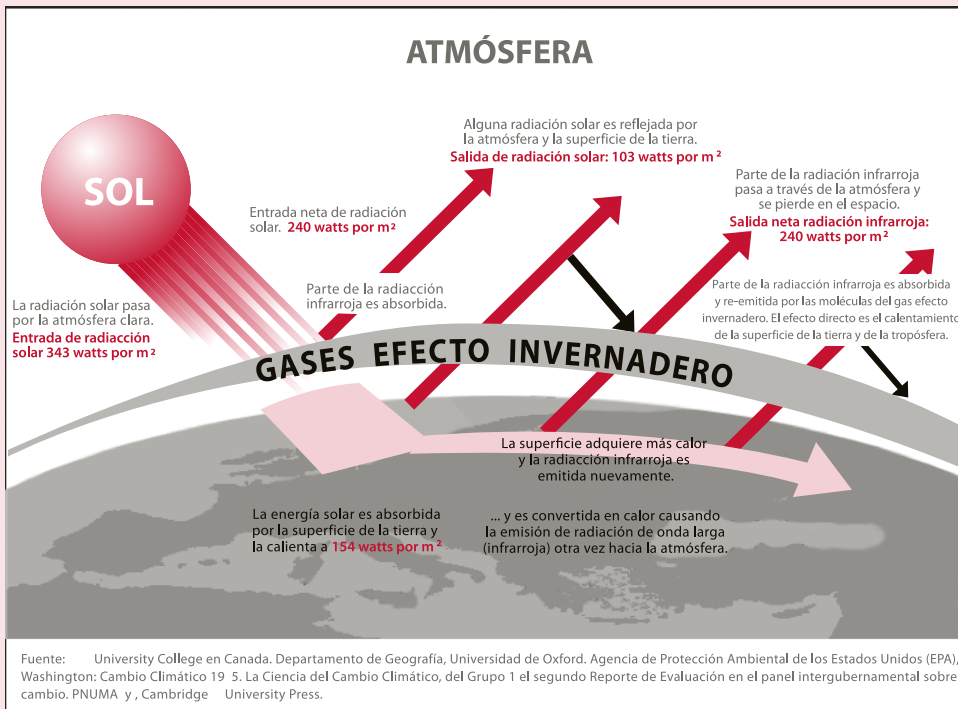 ATMÓSFERA
SOL
Alguna radiación solar es reflejada por
la atmósfera y la superficie de la tierra.
Salida de radiación solar: 103 watts por m²
Parte de la radiación infrarroja
pasa a través de la atmósfera y
se pierde en el espacio.
Salida neta radiación infrarroja:
240 watts por m²
Entrada neta de radiación
solar. 240 watts por m²
Parte de la radiacción
infrarroja es absorbida.
La radiación solar pasa
por la atmósfera clara.
Entrada de radiacción
solar 343 watts por m²
Parte de la radiacción infrarroja es absorbida
y re-emitida por las moléculas del gas efecto
invernadero. El efecto directo es el calentamiento
de la superficie de la tierra y de la tropósfera.
GASES EFECTO INVERNADERO
La superficie adquiere más calor
y la radiacción infrarroja es
emitida nuevamente.
La energía solar es absorbida
por la superficie de la tierra y
la calienta a 154 watts por m²
... y es convertida en calor causando
la emisión de radiación de onda larga
(infrarroja) otra vez hacia la atmósfera.
Fuente: University College en Canada. Departamento de Geografía, Universidad de Oxford. Agencia de Protección Ambiental de los Estados Unidos (EPA),
Washington: Cambio Climático 19 5. La Ciencia del Cambio Climático, del Grupo 1 el segundo Reporte de Evaluación en el panel intergubernamental sobre
cambio. PNUMA y , Cambridge University Press.